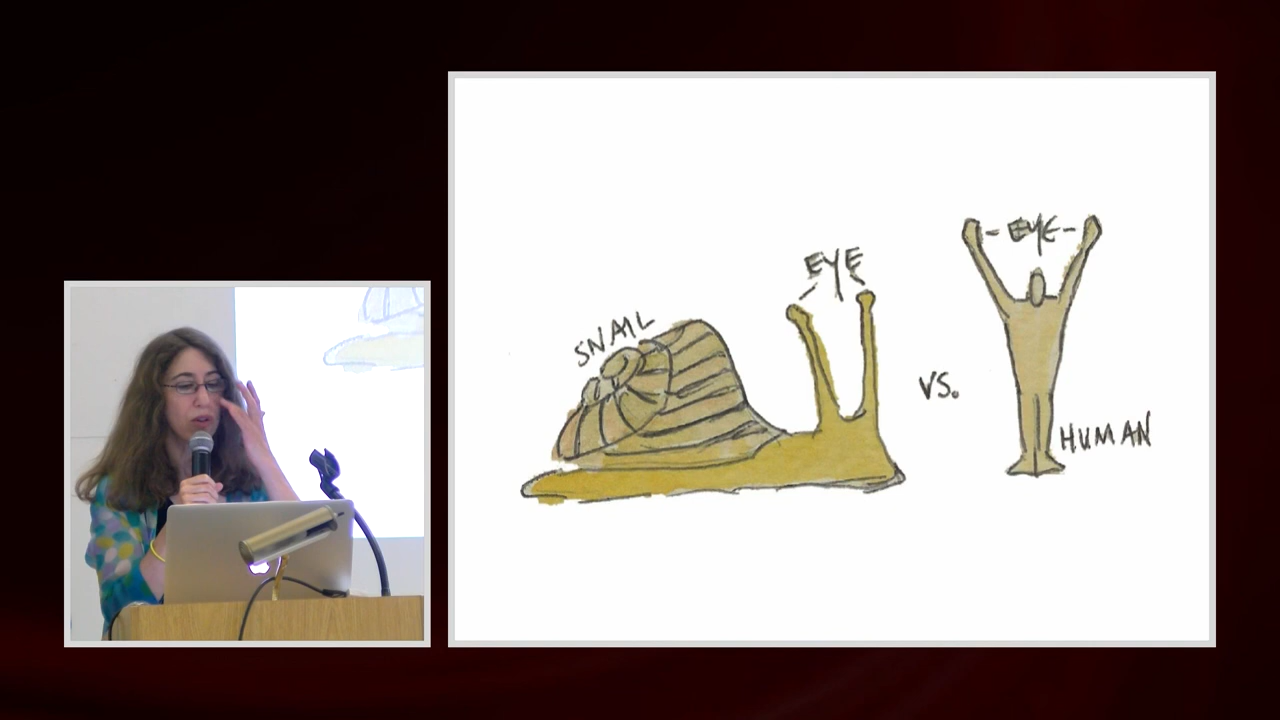 SNAIL
EYE
VS.
- EYE -
HUMAN